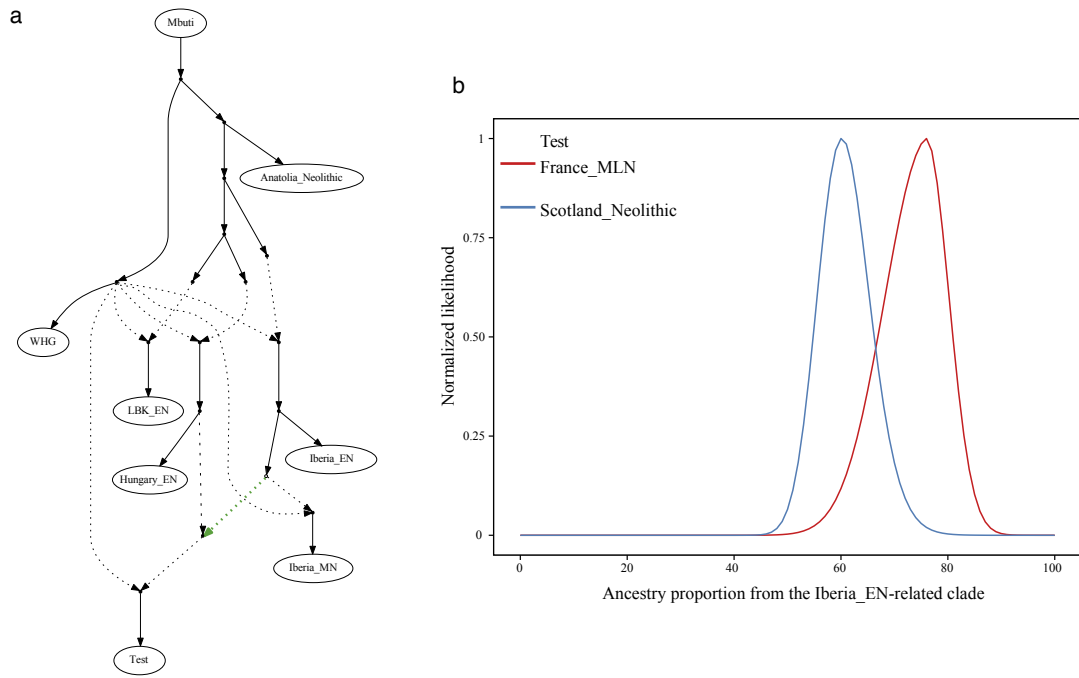 a
Mbuti
Anatolia_Neolithic
WHG
LBK_EN
Hungary_EN
Iberia_EN
Iberia_MN
Test
b
Test
France_MLN
Scotland_Neolithic
1
0.75
0.50
0.25
0
Normalized likelihood
0 20 40 60 80 100
Ancestry proportion from the Iberia_EN-related clade